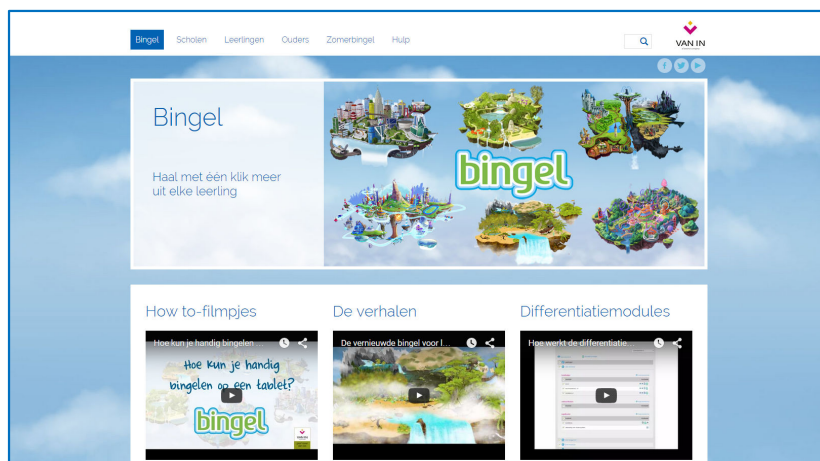 Bingel Scholen Leerlingen Ouders Zomerbingel Hulp
VAN IN
Bingel
Haal met één klik meer
uit elke leerling
bingel
How to-filmpjes
De verhalen
Differentiatiemodules
Hoe kun je handig bingelen ...
Hoe kun je handig
bingelen op een tablet?
bingel
VAN IN
De vernieuwde bingel voor l...
Hoe werkt de differentiatie...